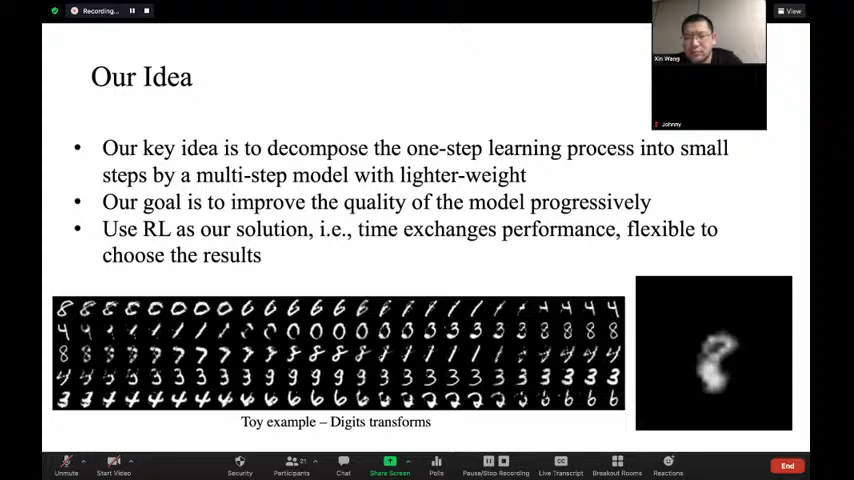 Recording...
View
Xin Wang
Johnny
Our Idea
• Our key idea is to decompose the one-step learning process into small
steps by a multi-step model with lighter-weight
• Our goal is to improve the quality of the model progressively
• Use RL as our solution, i.e., time exchanges performance, flexible to
choose the results
Toy example – Digits transforms
Unmute
Start Video
Security
Participants
21
Chat
Share Screen
Polls
Pause/Stop Recording
CC
Live Transcript
Breakout Rooms
Reactions
End